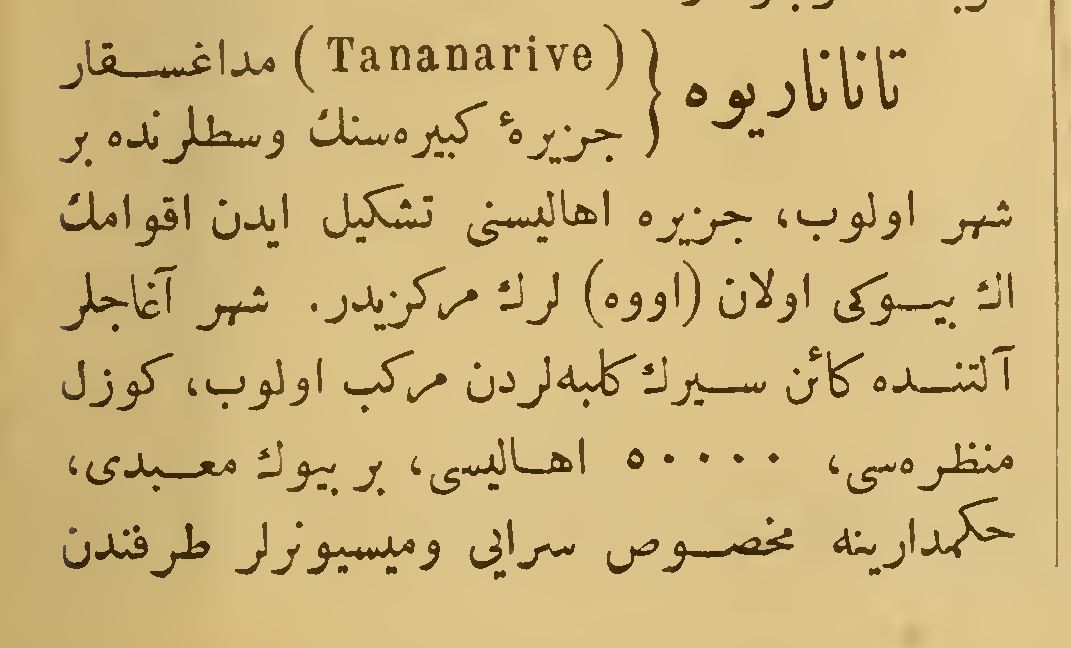 تاناناریوه { (Tananarive) مداغسقار
جزیرهٔ کبیره‌سنك وسطلرنده بر
شهر اولوب، جزیره اهالیسنی تشکیل ایدن اقوامك
اك بیوکی اولان (اووه) لرك مرکزیدر. شهر آغاجلر
آلتنده کائن سیرك کلبه‌لردن مرکب اولوب، کوزل
منظره‌سی، ۵۰۰۰۰ اهالیسی، بر بیوك معبدی،
حکمدارینه مخصوص سرایی ومیسیونرلر طرفندن